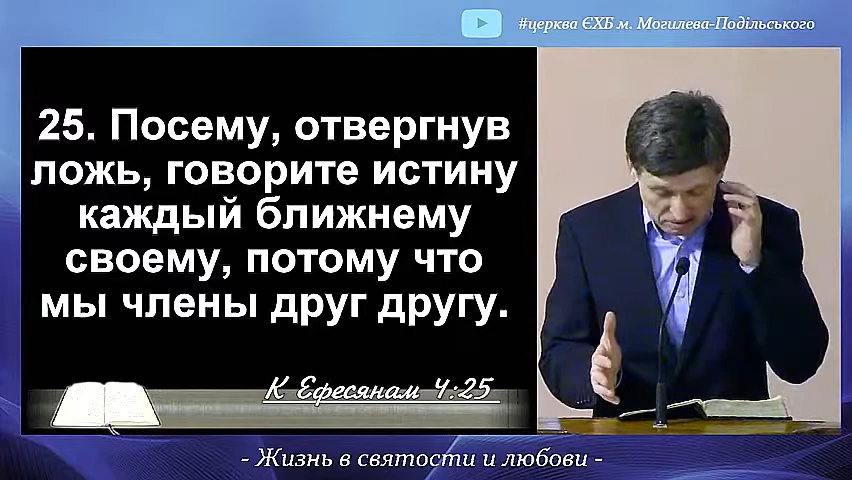 #церква ЄХБ м. Могилева-Подільського
25. Посему, отвергнув
ложь, говорите истину
каждый ближнему
своему, потому что
мы члены друг другу.
К Ефесянам 4:25
- Жизнь в святости и любови -